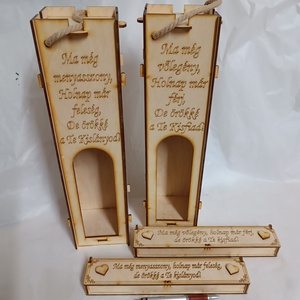 Ma még
menyasszony,
Holnap már
feleség,
De örökké
a Te Kislányod!
Ma még
vőlegény,
Holnap már
férj,
De örökké
a Te Kisfiad!
Ma még vőlegény, holnap már férj,
de örökké a Te Kisfiad!
Ma még menyasszony, holnap már feleség,
de örökké a Te Kislányod!